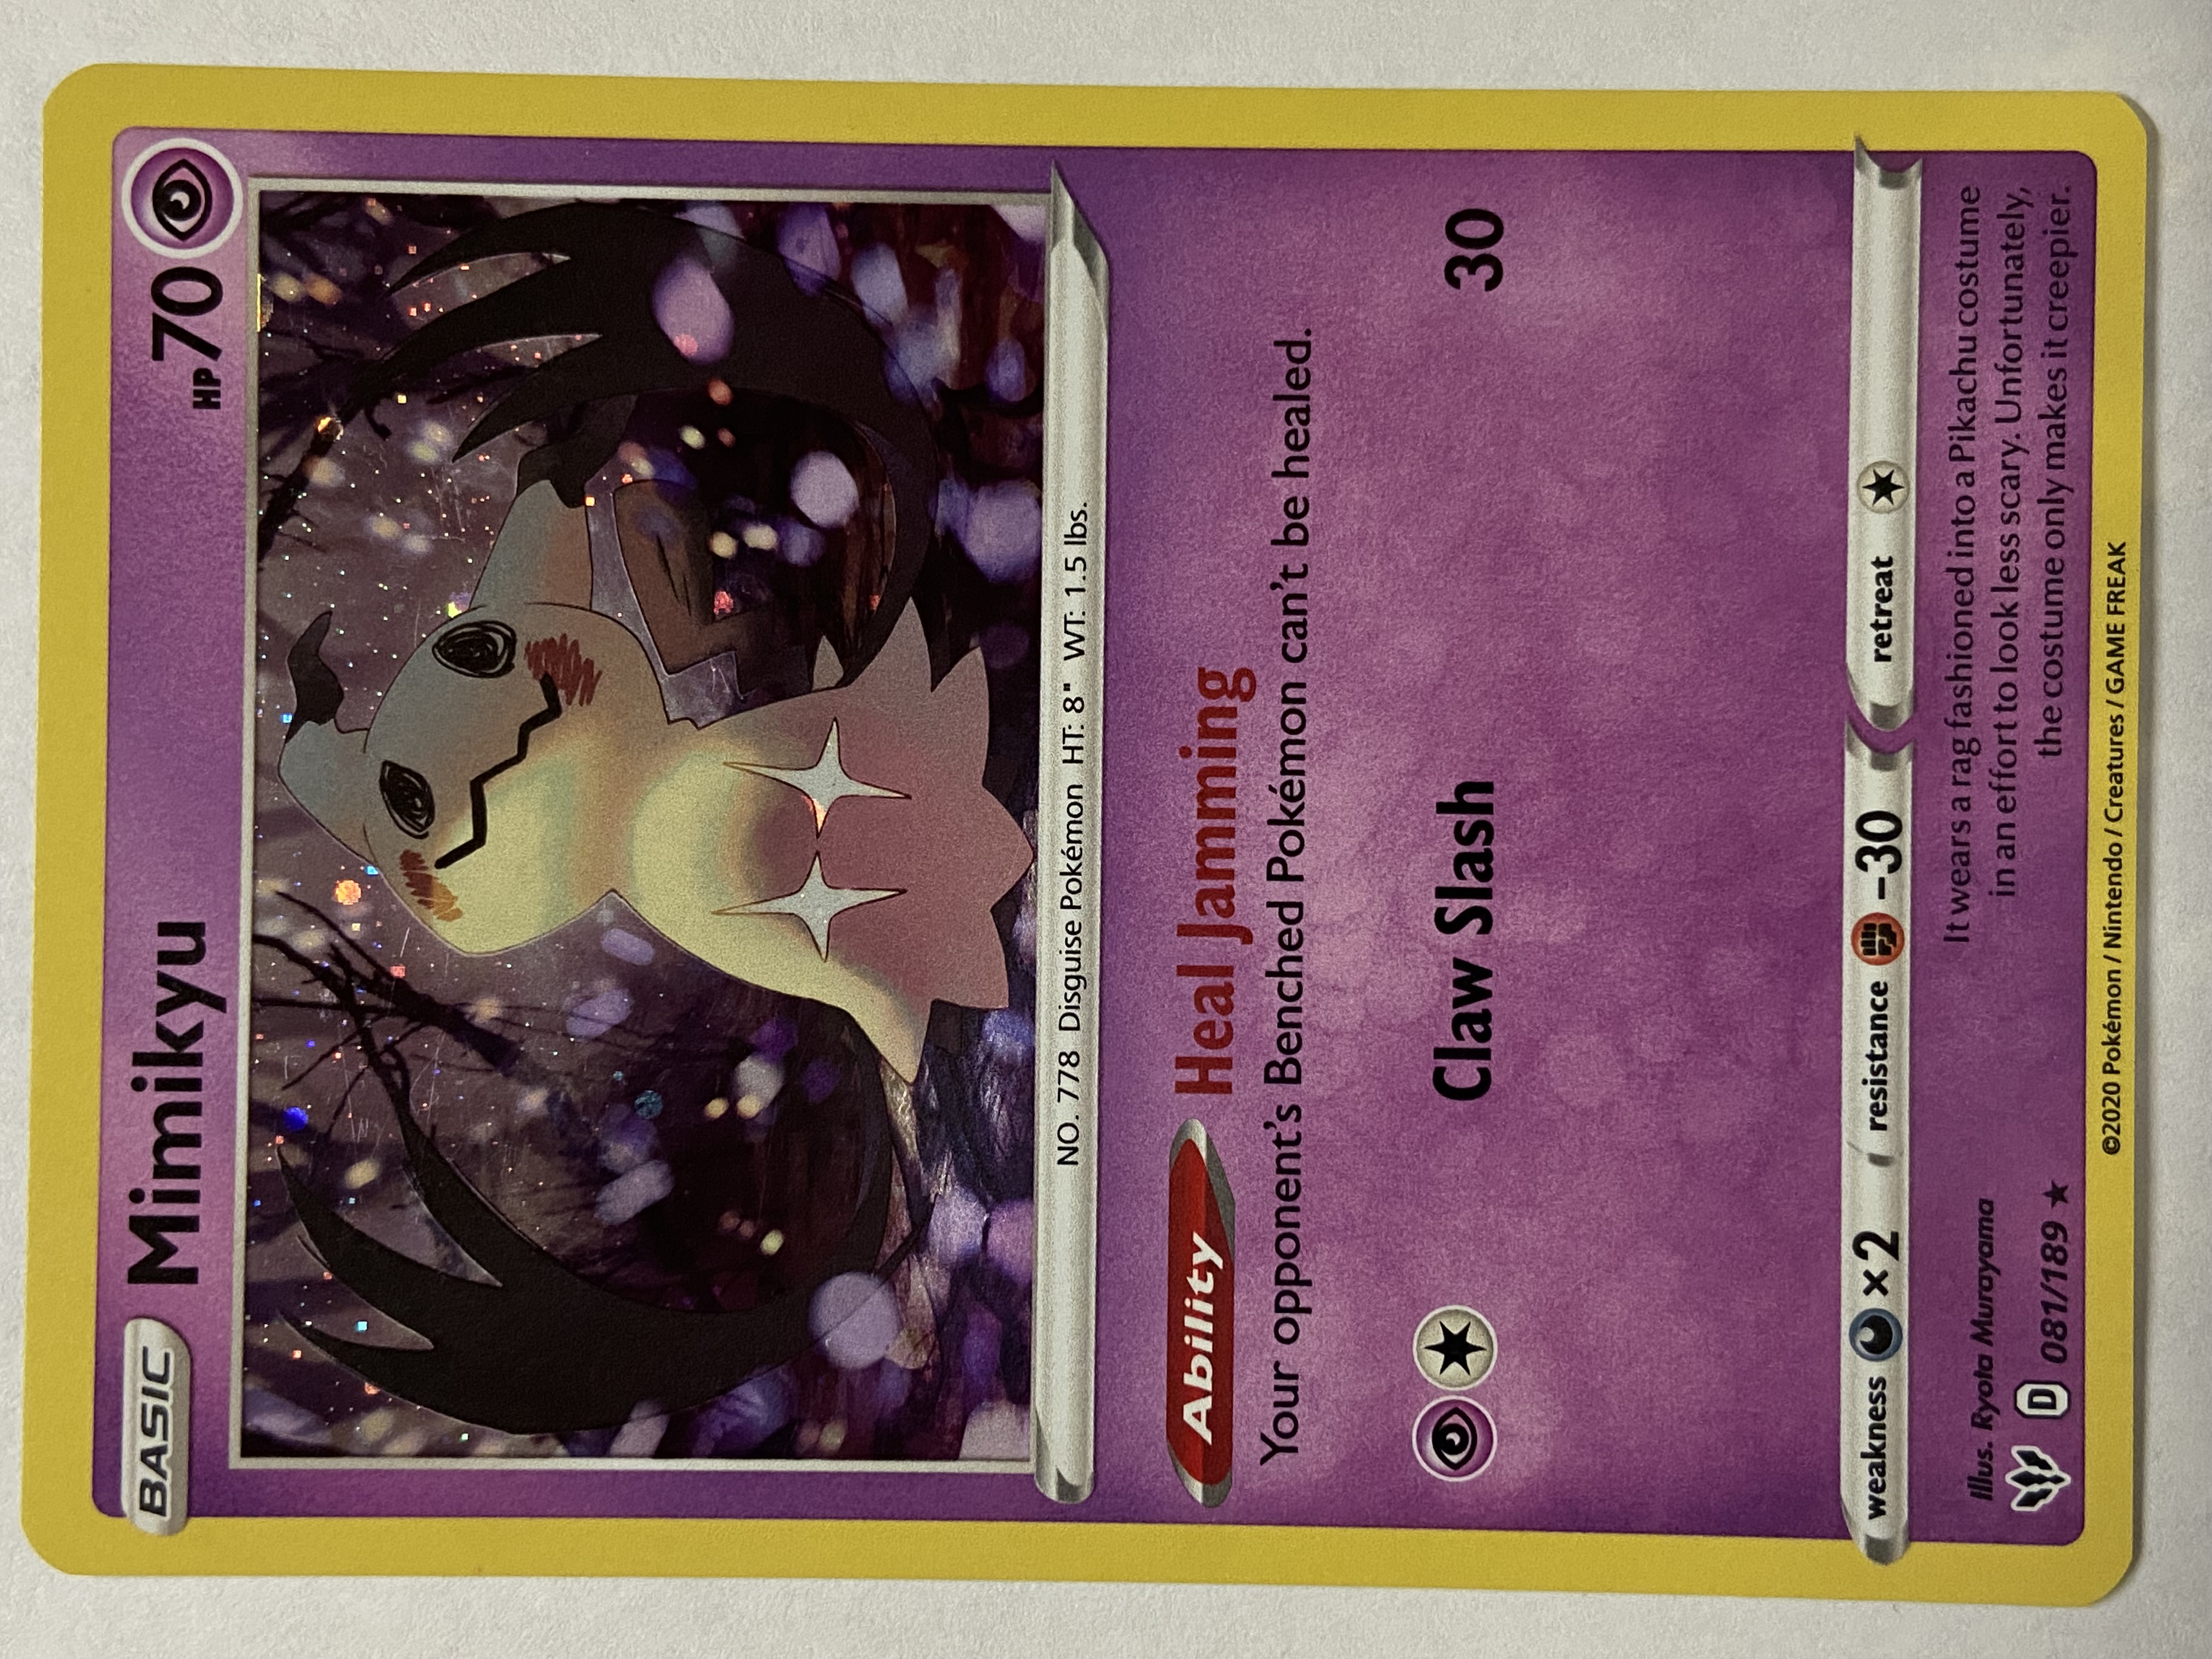 BASIC Mimikyu HP 70
NO. 778 Disguise Pokémon HT: 8" WT: 1.5 lbs.
Ability Heal Jamming
Your opponent's Benched Pokémon can't be healed.
Claw Slash 30
weakness ×2 resistance -30 retreat
Illus. Ryota Murayama
D 081/189 ★
It wears a rag fashioned into a Pikachu costume
in an effort to look less scary. Unfortunately,
the costume only makes it creepier.
©2020 Pokémon / Nintendo / Creatures / GAME FREAK